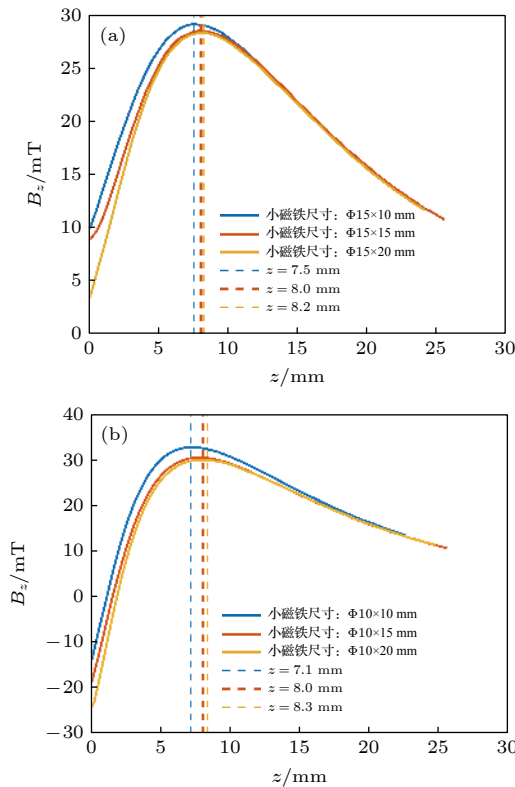 (a)
30
25
20
15
10
5
0
B_z/mT
小磁铁尺寸：Φ15×10 mm
小磁铁尺寸：Φ15×15 mm
小磁铁尺寸：Φ15×20 mm
z = 7.5 mm
z = 8.0 mm
z = 8.2 mm
0 5 10 15 20 25 30
z/mm
(b)
40
30
20
10
0
−10
−20
−30
B_z/mT
小磁铁尺寸：Φ10×10 mm
小磁铁尺寸：Φ10×15 mm
小磁铁尺寸：Φ10×20 mm
z = 7.1 mm
z = 8.0 mm
z = 8.3 mm
0 5 10 15 20 25 30
z/mm